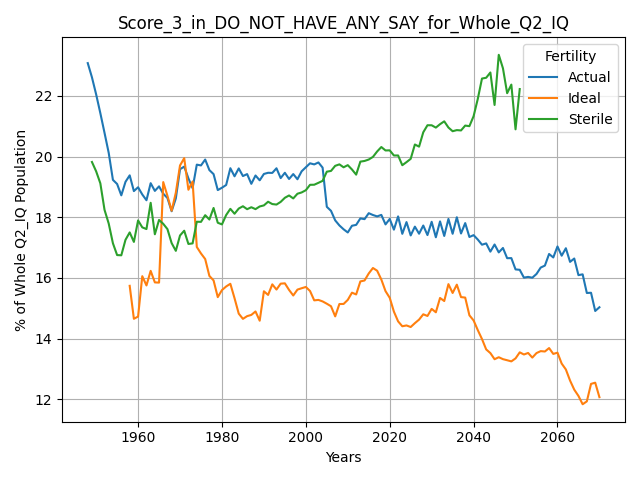 Score_3_in_DO_NOT_HAVE_ANY_SAY_for_Whole_Q2_IQ
Fertility
Actual
Ideal
Sterile
% of Whole Q2_IQ Population
22
20
18
16
14
12
1960
1980
2000
2020
2040
2060
Years